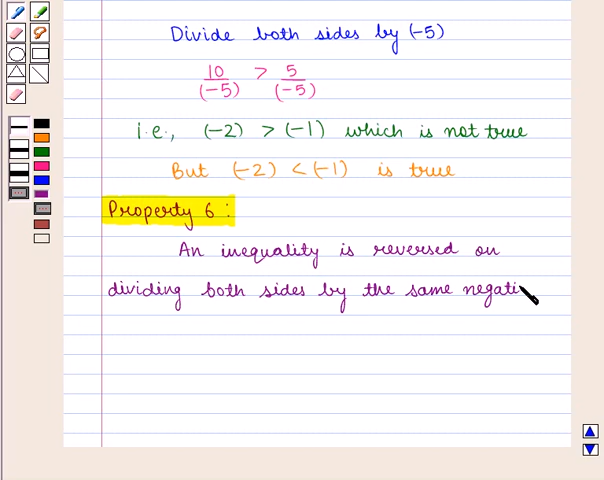 Divide both sides by (-5)
10/(-5) > 5/(-5)
i.e., (-2) > (-1) which is not true
But (-2) < (-1) is true
Property 6 :
An inequality is reversed on
dividing both sides by the same negati